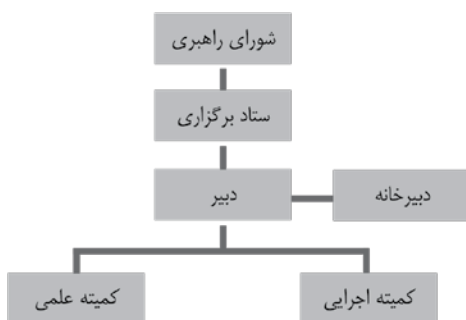 شورای راهبری
ستاد برگزاری
دبیر
دبیرخانه
کمیته اجرایی
کمیته علمی